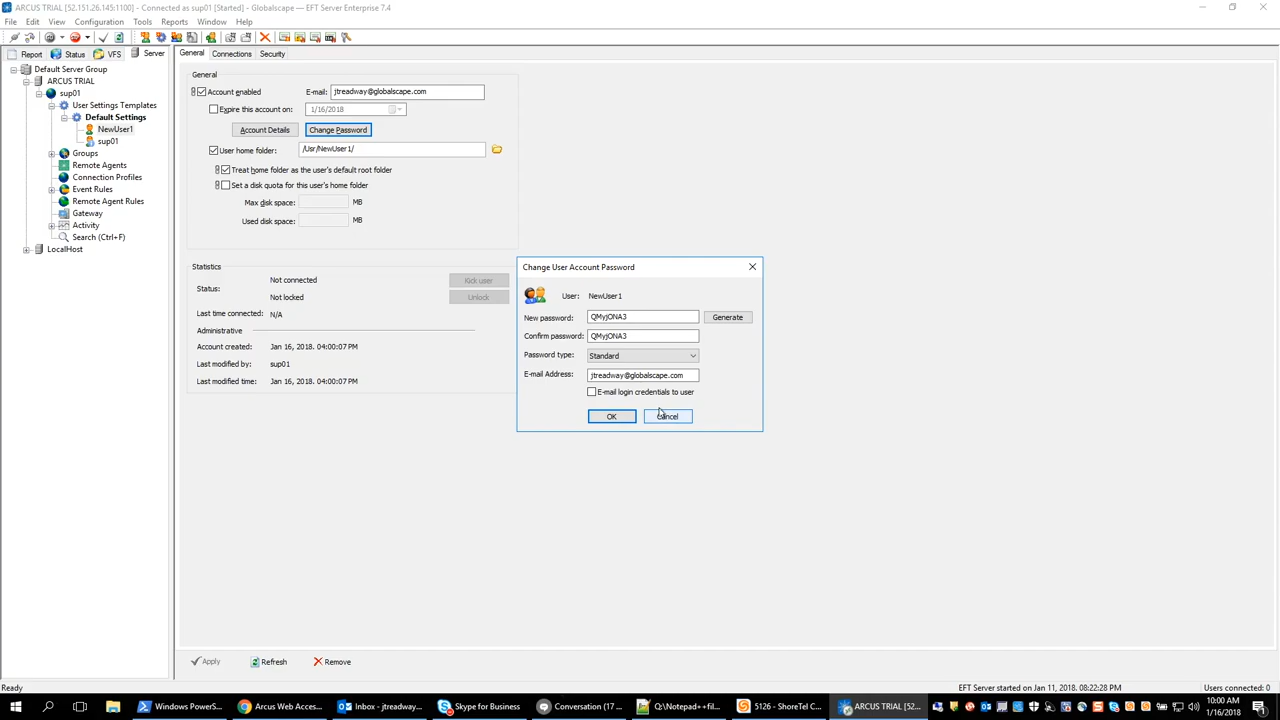 ARCUS TRIAL [52.151.26.145:1100] - Connected as sup01 [Started] - Globalscape — EFT Server Enterprise 7.4
File Edit View Configuration Tools Reports Window Help
Report Status VFS Server
Default Server Group
ARCUS TRIAL
sup01
User Settings Templates
Default Settings
NewUser1
sup01
Groups
Remote Agents
Connection Profiles
Event Rules
Remote Agent Rules
Gateway
Activity
Search (Ctrl+F)
LocalHost
General Connections Security
General
Account enabled E-mail: jtreadway@globalscape.com
Expire this account on: 1/16/2018
Account Details Change Password
User home folder: /Usr/NewUser1/
Treat home folder as the user's default root folder
Set a disk quota for this user's home folder
Max disk space: MB
Used disk space: MB
Statistics
Status: Not connected Kick user
Not locked Unlock
Last time connected: N/A
Administrative
Account created: Jan 16, 2018. 04:00:07 PM
Last modified by: sup01
Last modified time: Jan 16, 2018. 04:00:07 PM
Change User Account Password
User: NewUser1
New password: QMyjONA3 Generate
Confirm password: QMyjONA3
Password type: Standard
E-mail Address: jtreadway@globalscape.com
E-mail login credentials to user
OK Cancel
Apply Refresh Remove
Ready EFT Server started on Jan 11, 2018. 08:22:28 PM Users connected: 0
Windows PowerS... Arcus Web Acces... Inbox - jtreadway... Skype for Business Conversation (17 ... Q:\Notepad++fil... 5126 - ShoreTel C... ARCUS TRIAL [52....
10:00 AM
1/16/2018